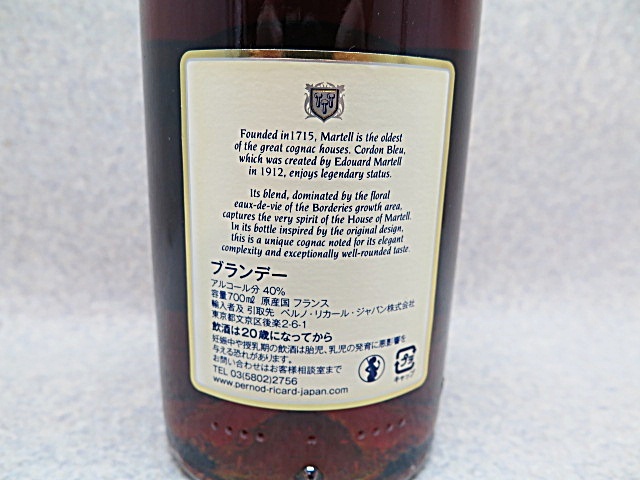 Founded in 1715, Martell is the oldest
of the great cognac houses. Cordon Bleu,
which was created by Edouard Martell
in 1912, enjoys legendary status.
Its blend, dominated by the floral
eaux-de-vie of the Borderies growth area,
captures the very spirit of the House of Martell.
In its bottle inspired by the original design,
this is a unique cognac noted for its elegant
complexity and exceptionally well-rounded taste.
ブランデー
アルコール分 40%
容量700mℓ 原産国 フランス
輸入者及引取先 ペルノ・リカール・ジャパン株式会社
東京都文京区後楽2-6-1
飲酒は20歳になってから
妊娠中や授乳期の飲酒は胎児、乳児の発育に悪影響を
与える恐れがあります。
お問い合わせはお客様相談室まで
TEL 03(5802)2756
www.pernod-ricard-japan.com
キャップ